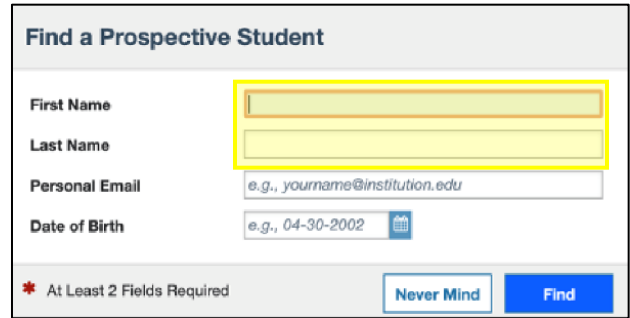 Find a Prospective Student
First Name
Last Name
Personal Email e.g., yourname@institution.edu
Date of Birth e.g., 04-30-2002
* At Least 2 Fields Required Never Mind Find